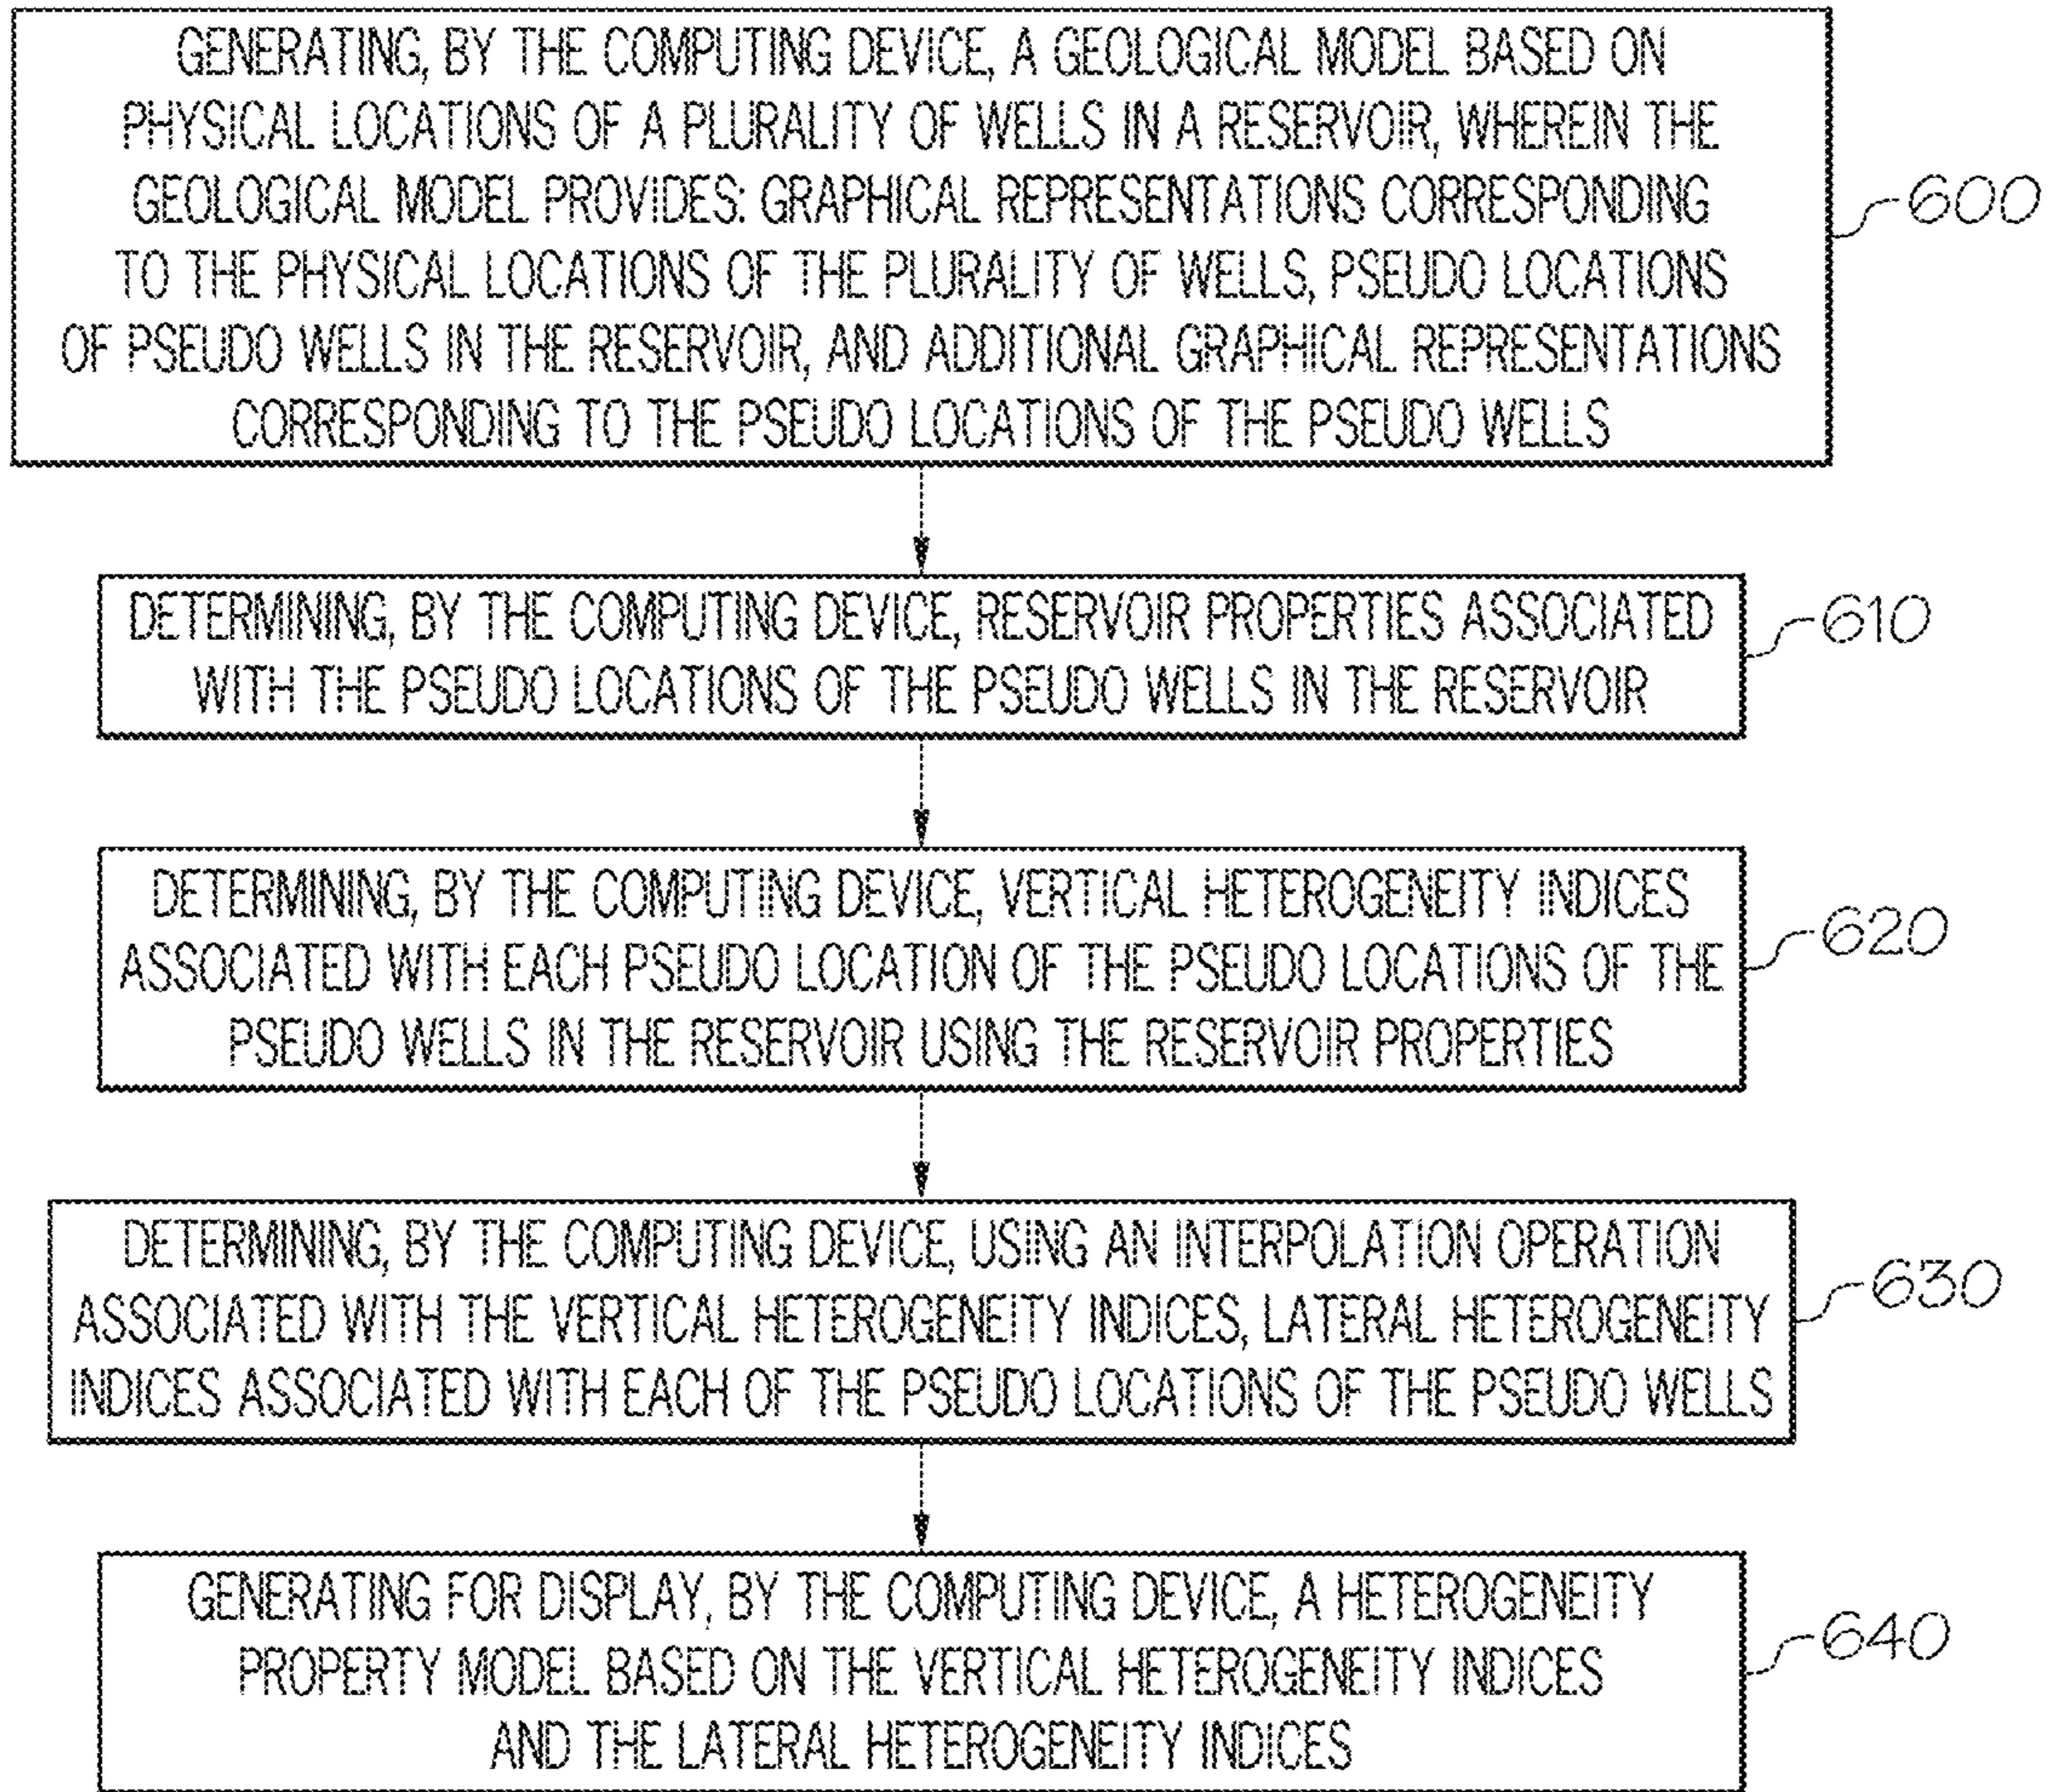 GENERATING, BY THE COMPUTING DEVICE, A GEOLOGICAL MODEL BASED ON
PHYSICAL LOCATIONS OF A PLURALITY OF WELLS IN A RESERVOIR, WHEREIN THE
GEOLOGICAL MODEL PROVIDES: GRAPHICAL REPRESENTATIONS CORRESPONDING
TO THE PHYSICAL LOCATIONS OF THE PLURALITY OF WELLS, PSEUDO LOCATIONS
OF PSEUDO WELLS IN THE RESERVOIR, AND ADDITIONAL GRAPHICAL REPRESENTATIONS
CORRESPONDING TO THE PSEUDO LOCATIONS OF THE PSEUDO WELLS
600
DETERMINING, BY THE COMPUTING DEVICE, RESERVOIR PROPERTIES ASSOCIATED
WITH THE PSEUDO LOCATIONS OF THE PSEUDO WELLS IN THE RESERVOIR
610
DETERMINING, BY THE COMPUTING DEVICE, VERTICAL HETEROGENEITY INDICES
ASSOCIATED WITH EACH PSEUDO LOCATION OF THE PSEUDO LOCATIONS OF THE
PSEUDO WELLS IN THE RESERVOIR USING THE RESERVOIR PROPERTIES
620
DETERMINING, BY THE COMPUTING DEVICE, USING AN INTERPOLATION OPERATION
ASSOCIATED WITH THE VERTICAL HETEROGENEITY INDICES, LATERAL HETEROGENEITY
INDICES ASSOCIATED WITH EACH OF THE PSEUDO LOCATIONS OF THE PSEUDO WELLS
630
GENERATING FOR DISPLAY, BY THE COMPUTING DEVICE, A HETEROGENEITY
PROPERTY MODEL BASED ON THE VERTICAL HETEROGENEITY INDICES
AND THE LATERAL HETEROGENEITY INDICES
640